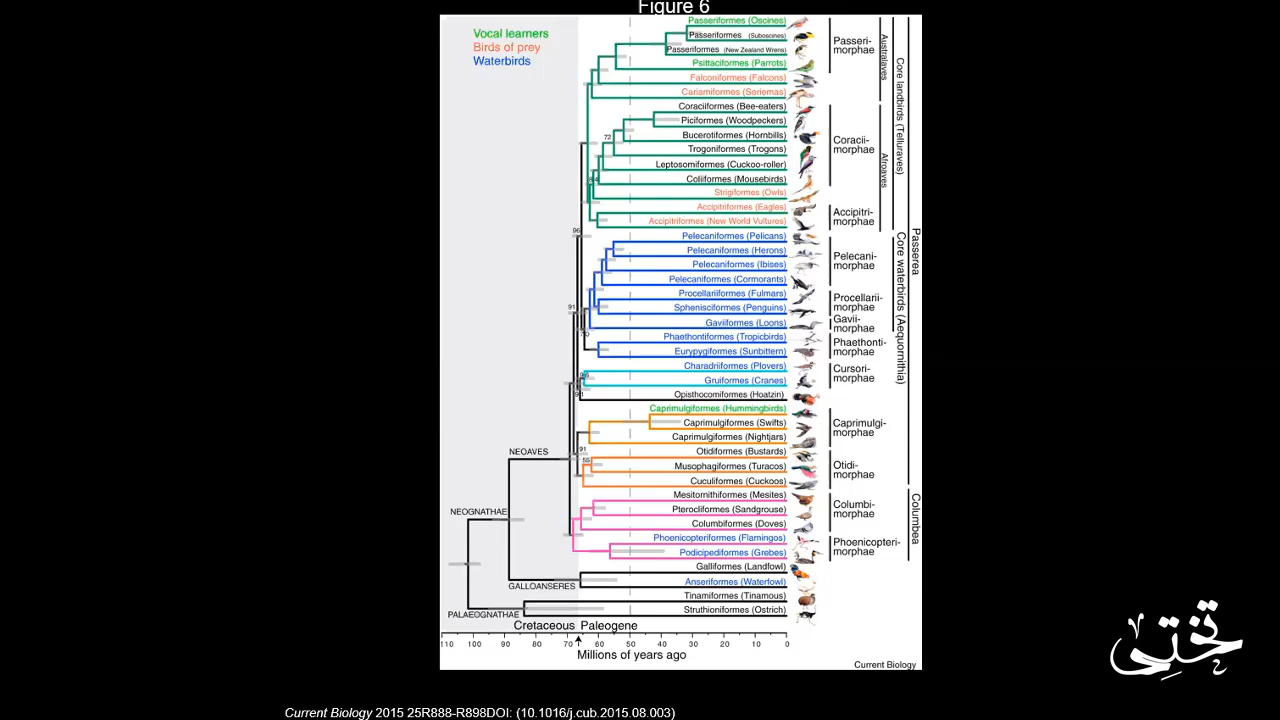 Figure 6
Vocal learners
Birds of prey
Waterbirds
Passeriformes (Oscines)
Passeriformes (Suboscines)
Passeriformes (New Zealand Wrens)
Psittaciformes (Parrots)
Falconiformes (Falcons)
Cariamiformes (Seriemas)
Coraciiformes (Bee-eaters)
Piciformes (Woodpeckers)
Bucerotiformes (Hornbills)
Trogoniformes (Trogons)
Leptosomiformes (Cuckoo-roller)
Coliiformes (Mousebirds)
Strigiformes (Owls)
Accipitriformes (Eagles)
Accipitriformes (New World Vultures)
Pelecaniformes (Pelicans)
Pelecaniformes (Herons)
Pelecaniformes (Ibises)
Pelecaniformes (Cormorants)
Procellariiformes (Fulmars)
Sphenisciformes (Penguins)
Gaviiformes (Loons)
Phaethontiformes (Tropicbirds)
Eurypygiformes (Sunbittern)
Charadriiformes (Plovers)
Gruiformes (Cranes)
Opisthocomiformes (Hoatzin)
Caprimulgiformes (Hummingbirds)
Caprimulgiformes (Swifts)
Caprimulgiformes (Nightjars)
Otidiformes (Bustards)
Musophagiformes (Turacos)
Cuculiformes (Cuckoos)
Mesitornithiformes (Mesites)
Pterocliformes (Sandgrouse)
Columbiformes (Doves)
Phoenicopteriformes (Flamingos)
Podicipediformes (Grebes)
Galliformes (Landfowl)
Anseriformes (Waterfowl)
Tinamiformes (Tinamous)
Struthioniformes (Ostrich)
Passeri-
morphae
Coracii-
morphae
Accipitri-
morphae
Pelecani-
morphae
Procellarii-
morphae
Gavii-
morphae
Phaethonti-
morphae
Cursori-
morphae
Caprimulgi-
morphae
Otidi-
morphae
Columbi-
morphae
Phoenicopteri-
morphae
Australaves
Afroaves
Core landbirds (Telluraves)
Core waterbirds (Aequornithia)
Passerea
Columbea
72
96
91
91
55
NEOAVES
NEOGNATHAE
GALLOANSERES
PALAEOGNATHAE
Cretaceous Paleogene
110 100 90 80 70 60 50 40 30 20 10 0
Millions of years ago
Current Biology
Current Biology 2015 25R888-R898DOI: (10.1016/j.cub.2015.08.003)